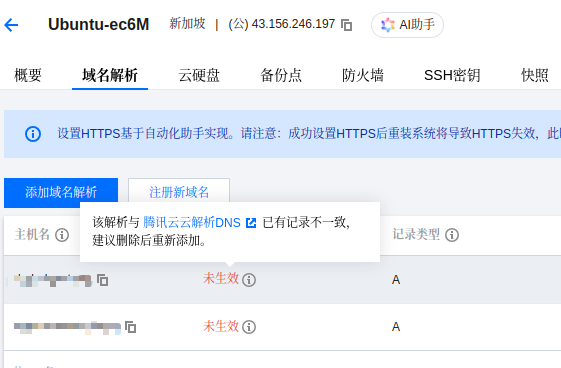 Ubuntu-ec6M 新加坡 | (公) 43.156.246.197 AI助手
概要 域名解析 云硬盘 备份点 防火墙 SSH密钥 快照
设置HTTPS基于自动化助手实现。请注意：成功设置HTTPS后重装系统将导致HTTPS失效，此
添加域名解析 注册新域名
该解析与 腾讯云云解析DNS 已有记录不一致，
建议删除后重新添加。
主机名 记录类型
未生效 A
未生效 A